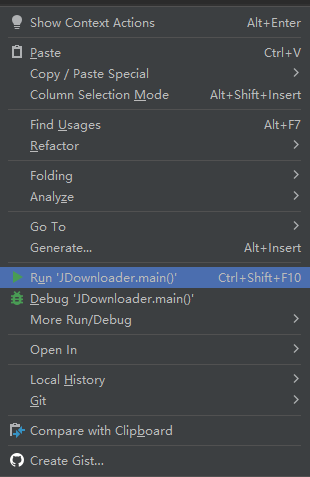 Show Context Actions Alt+Enter
Paste Ctrl+V
Copy / Paste Special
Column Selection Mode Alt+Shift+Insert
Find Usages Alt+F7
Refactor
Folding
Analyze
Go To
Generate... Alt+Insert
Run 'JDownloader.main()' Ctrl+Shift+F10
Debug 'JDownloader.main()'
More Run/Debug
Open In
Local History
Git
Compare with Clipboard
Create Gist...